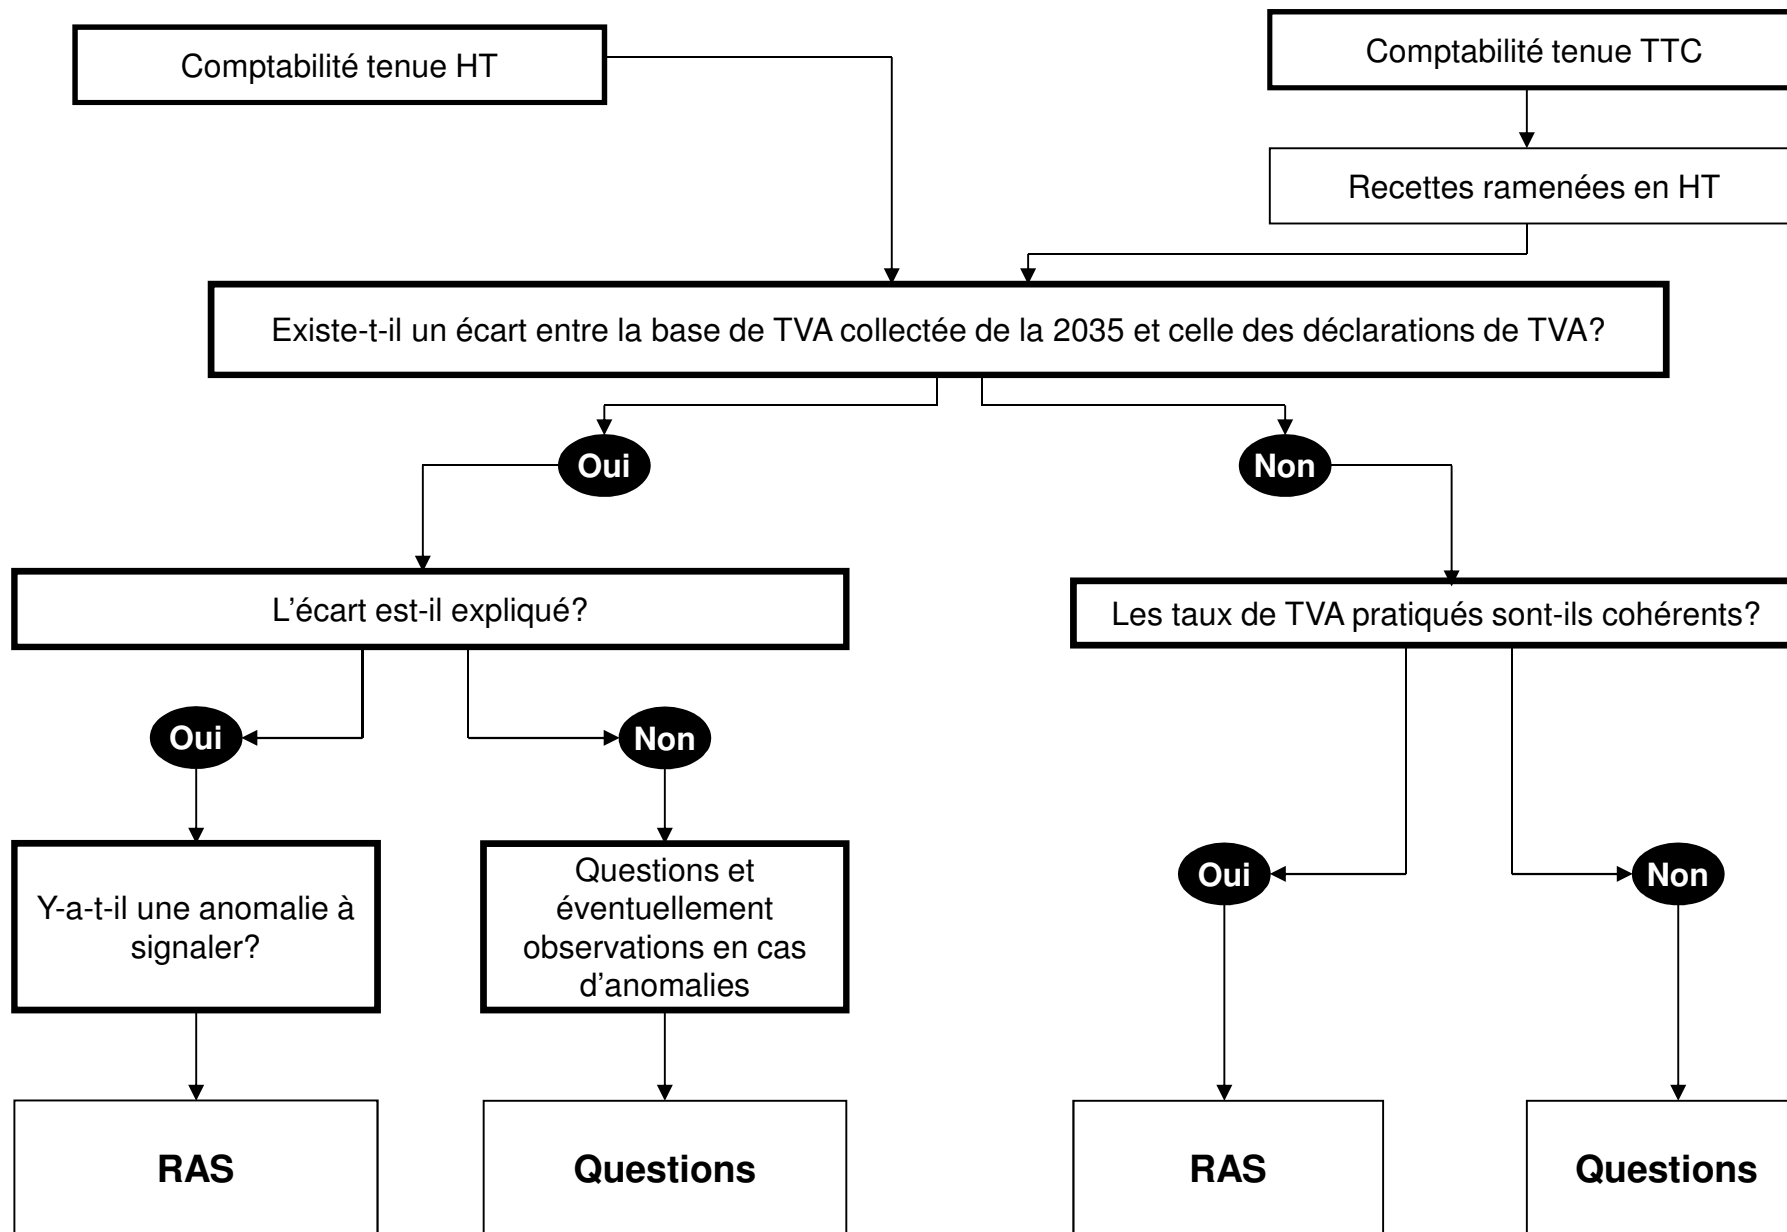 Comptabilité tenue HT
Comptabilité tenue TTC
Recettes ramenées en HT
Existe-t-il un écart entre la base de TVA collectée de la 2035 et celle des déclarations de TVA?
Oui
Non
L'écart est-il expliqué?
Les taux de TVA pratiqués sont-ils cohérents?
Oui
Non
Oui
Non
Y-a-t-il une anomalie à
signaler?
Questions et
éventuellement
observations en cas
d'anomalies
RAS
Questions
RAS
Questions